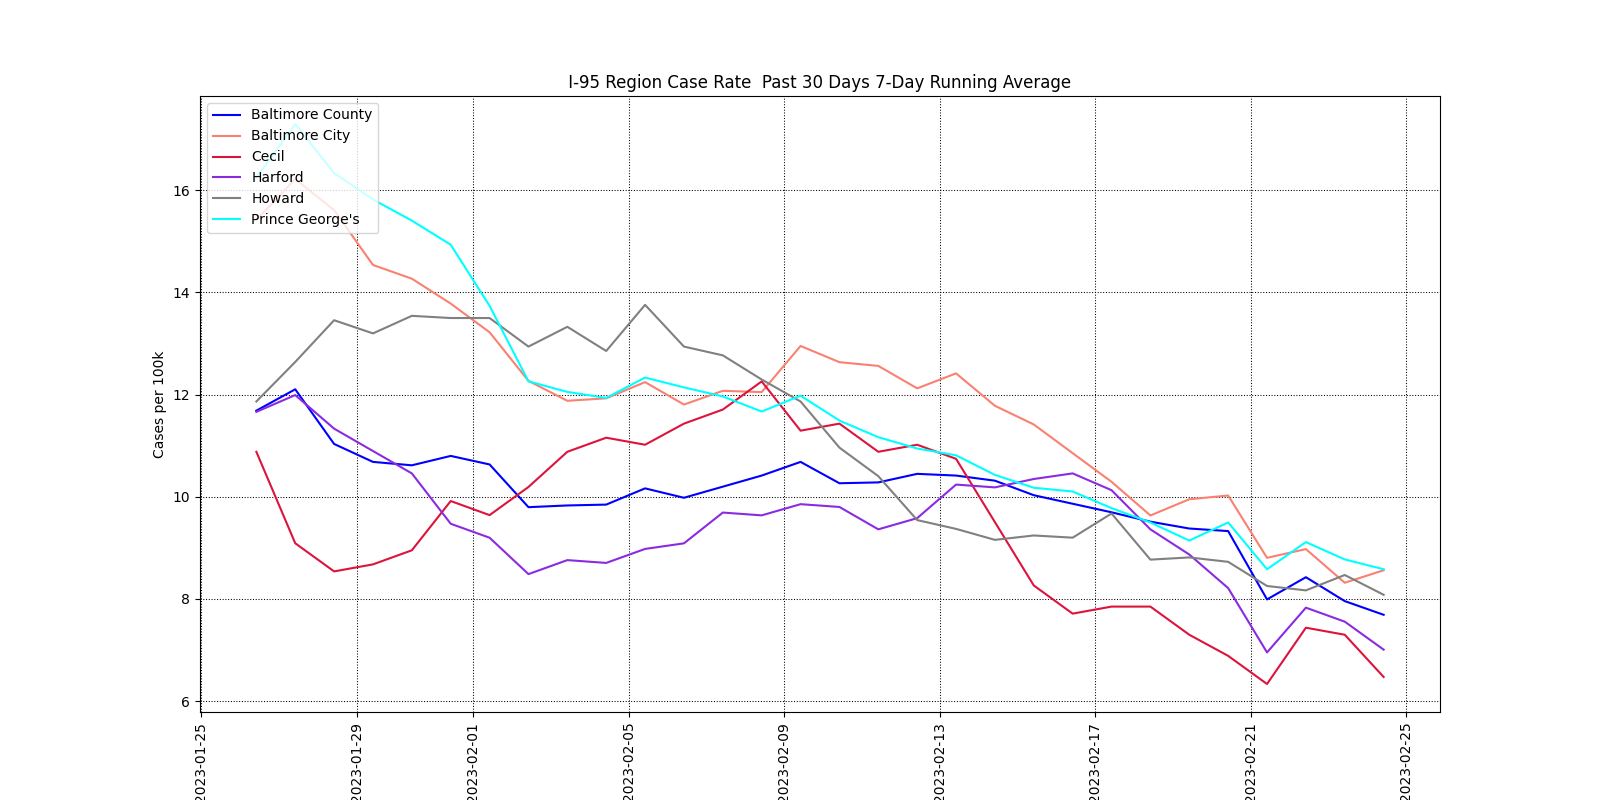 I-95 Region Case Rate  Past 30 Days 7-Day Running Average
Baltimore County
Baltimore City
Cecil
Harford
Howard
Prince George's
Cases per 100k
16
14
12
10
8
6
2023-01-25
2023-01-29
2023-02-01
2023-02-05
2023-02-09
2023-02-13
2023-02-17
2023-02-21
2023-02-25